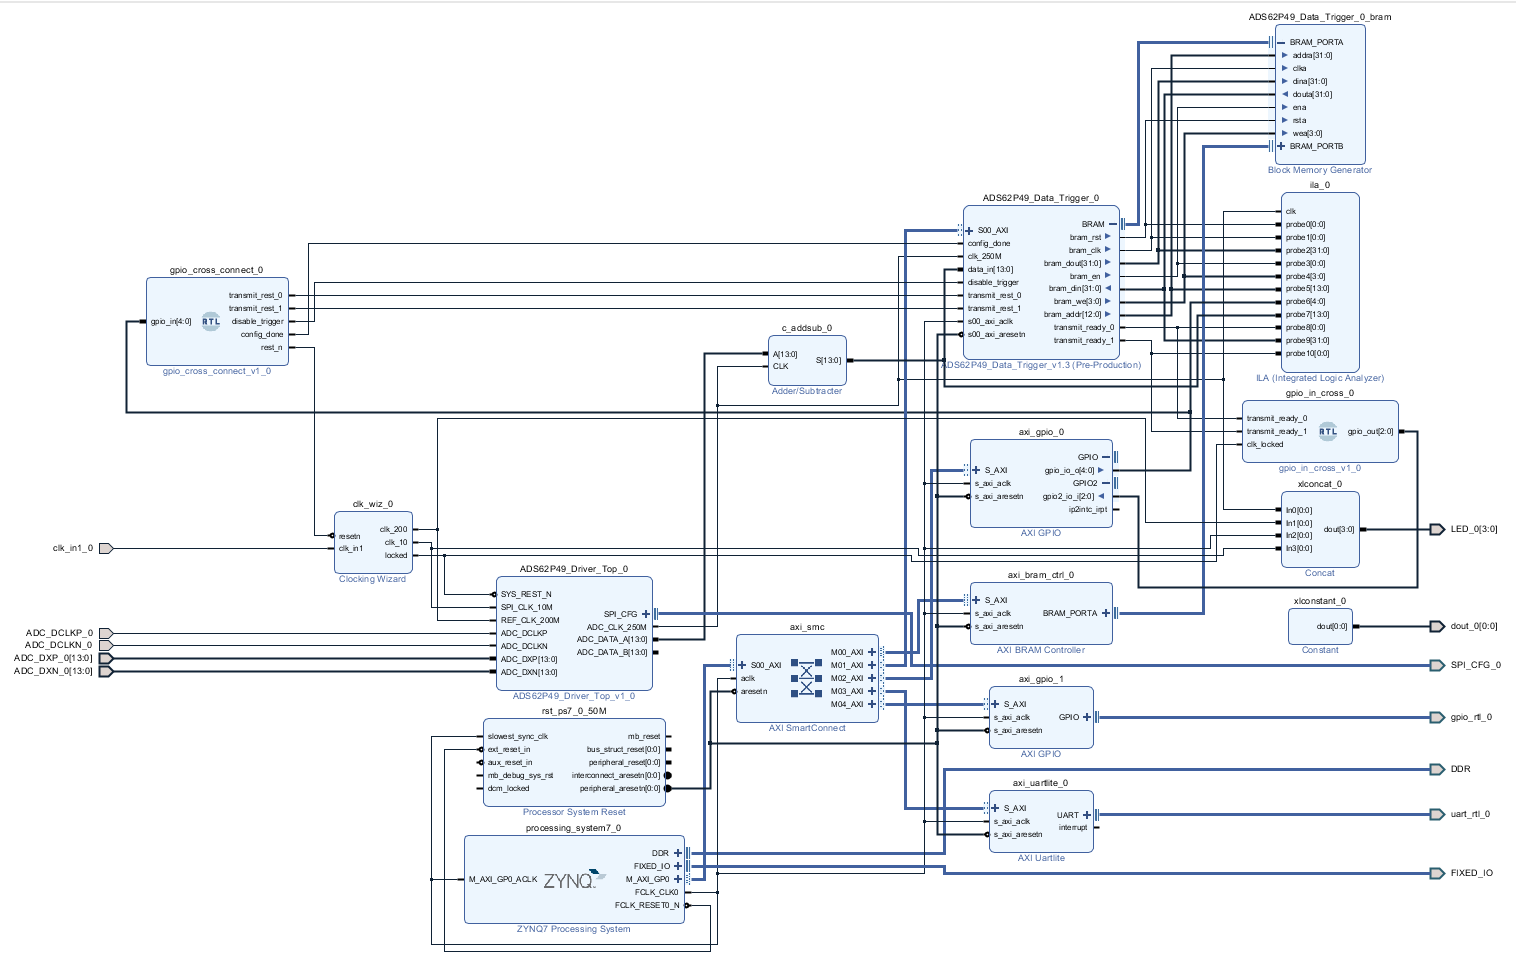 ADS62P49_Data_Trigger_0_bram
BRAM_PORTA
addra[31:0]
clka
dina[31:0]
douta[31:0]
ena
rsta
wea[3:0]
BRAM_PORTB
Block Memory Generator
ila_0
clk
probe0[0:0]
probe1[0:0]
probe2[31:0]
probe3[0:0]
probe4[3:0]
probe5[13:0]
probe6[4:0]
probe7[13:0]
probe8[0:0]
probe9[31:0]
probe10[0:0]
ILA (Integrated Logic Analyzer)
ADS62P49_Data_Trigger_0
S00_AXI
config_done
clk_250M
data_in[13:0]
disable_trigger
transmit_rest_0
transmit_rest_1
s00_axi_aclk
s00_axi_aresetn
BRAM
bram_rst
bram_clk
bram_dout[31:0]
bram_en
bram_din[31:0]
bram_we[3:0]
bram_addr[12:0]
transmit_ready_0
transmit_ready_1
ADS62P49_Data_Trigger_v1.3 (Pre-Production)
gpio_cross_connect_0
gpio_in[4:0]
RTL
transmit_rest_0
transmit_rest_1
disable_trigger
config_done
rest_n
gpio_cross_connect_v1_0
c_addsub_0
A[13:0]
CLK
S[13:0]
Adder/Subtracter
gpio_in_cross_0
transmit_ready_0
transmit_ready_1
clk_locked
RTL
gpio_out[2:0]
gpio_in_cross_v1_0
axi_gpio_0
S_AXI
s_axi_aclk
s_axi_aresetn
GPIO
gpio_io_o[4:0]
GPIO2
gpio2_io_i[2:0]
ip2intc_irpt
AXI GPIO
xlconcat_0
In0[0:0]
In1[0:0]
In2[0:0]
In3[0:0]
dout[3:0]
Concat
LED_0[3:0]
clk_wiz_0
resetn
clk_in1
clk_200
clk_10
locked
Clocking Wizard
clk_in1_0
ADS62P49_Driver_Top_0
SYS_REST_N
SPI_CLK_10M
REF_CLK_200M
ADC_DCLKP
ADC_DCLKN
ADC_DXP[13:0]
ADC_DXN[13:0]
SPI_CFG
ADC_CLK_250M
ADC_DATA_A[13:0]
ADC_DATA_B[13:0]
ADS62P49_Driver_Top_v1_0
ADC_DCLKP_0
ADC_DCLKN_0
ADC_DXP_0[13:0]
ADC_DXN_0[13:0]
axi_bram_ctrl_0
S_AXI
s_axi_aclk
s_axi_aresetn
BRAM_PORTA
AXI BRAM Controller
xlconstant_0
dout[0:0]
Constant
dout_0[0:0]
SPI_CFG_0
axi_smc
S00_AXI
aclk
aresetn
M00_AXI
M01_AXI
M02_AXI
M03_AXI
M04_AXI
AXI SmartConnect
axi_gpio_1
S_AXI
s_axi_aclk
s_axi_aresetn
GPIO
AXI GPIO
gpio_rtl_0
rst_ps7_0_50M
slowest_sync_clk
ext_reset_in
aux_reset_in
mb_debug_sys_rst
dcm_locked
mb_reset
bus_struct_reset[0:0]
peripheral_reset[0:0]
interconnect_aresetn[0:0]
peripheral_aresetn[0:0]
Processor System Reset
DDR
axi_uartlite_0
S_AXI
s_axi_aclk
s_axi_aresetn
UART
interrupt
AXI Uartlite
uart_rtl_0
processing_system7_0
M_AXI_GP0_ACLK
ZYNQ
DDR
FIXED_IO
M_AXI_GP0
FCLK_CLK0
FCLK_RESET0_N
ZYNQ7 Processing System
FIXED_IO